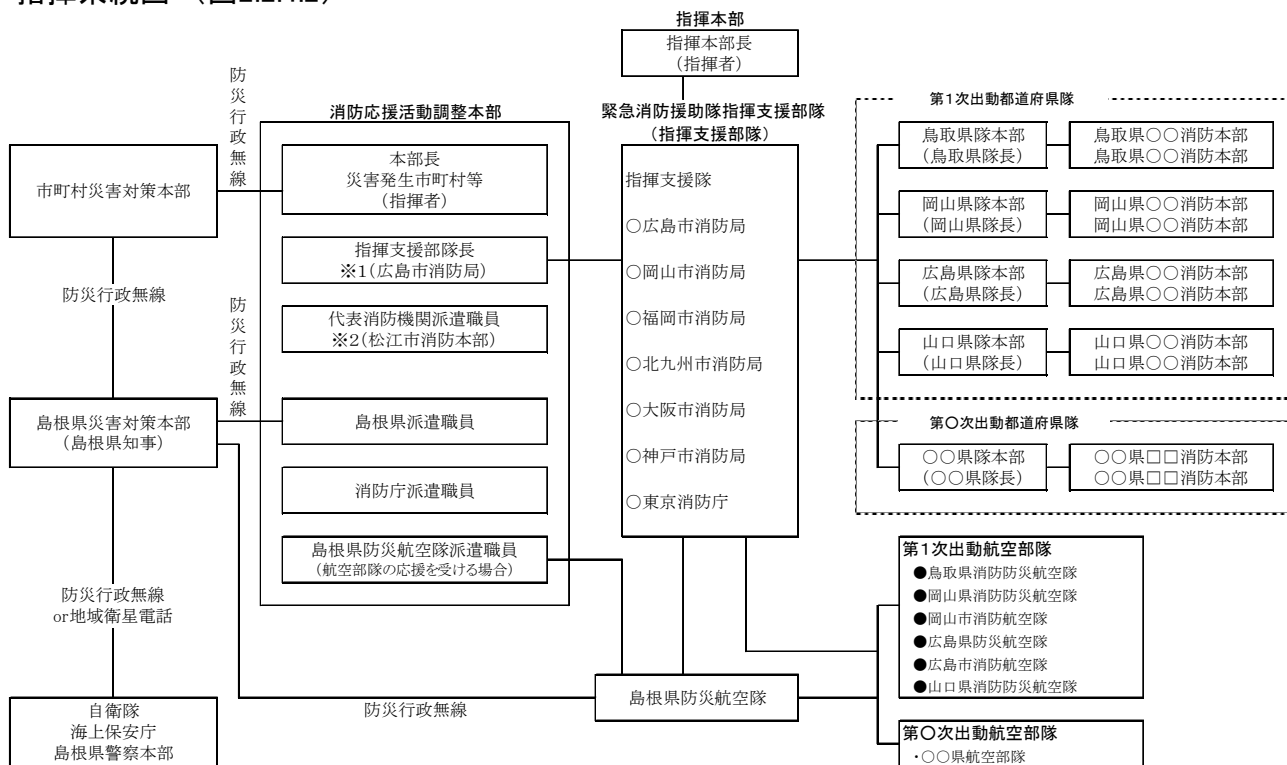 指揮本部
指揮本部長
(指揮者)
防災行政無線
消防応援活動調整本部
緊急消防援助隊指揮支援部隊
(指揮支援部隊)
第1次出動都道府県隊
市町村災害対策本部
本部長
災害発生市町村等
(指揮者)
指揮支援部隊長
※1(広島市消防局)
代表消防機関派遣職員
※2(松江市消防本部)
島根県派遣職員
消防庁派遣職員
島根県防災航空隊派遣職員
(航空部隊の応援を受ける場合)
指揮支援隊
○広島市消防局
○岡山市消防局
○福岡市消防局
○北九州市消防局
○大阪市消防局
○神戸市消防局
○東京消防庁
鳥取県隊本部
(鳥取県隊長)
鳥取県○○消防本部
鳥取県○○消防本部
岡山県隊本部
(岡山県隊長)
岡山県○○消防本部
岡山県○○消防本部
広島県隊本部
(広島県隊長)
広島県○○消防本部
広島県○○消防本部
山口県隊本部
(山口県隊長)
山口県○○消防本部
山口県○○消防本部
第○次出動都道府県隊
○○県隊本部
(○○県隊長)
○○県□□消防本部
○○県□□消防本部
防災行政無線
防災行政無線
島根県災害対策本部
(島根県知事)
防災行政無線
or地域衛星電話
自衛隊
海上保安庁
島根県警察本部
防災行政無線
島根県防災航空隊
第1次出動航空部隊
●鳥取県消防防災航空隊
●岡山県消防防災航空隊
●岡山市消防航空隊
●広島県防災航空隊
●広島市消防航空隊
●山口県消防防災航空隊
第○次出動航空部隊
・○○県航空部隊